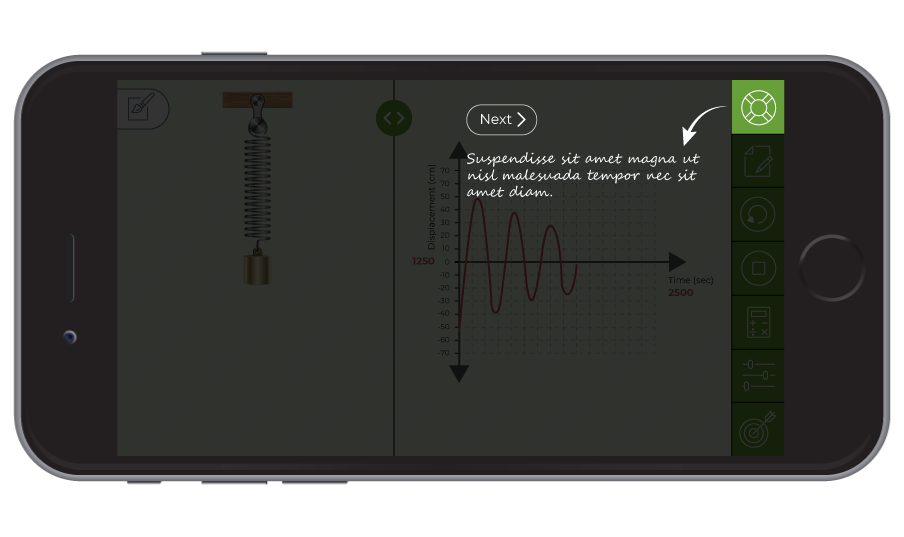 Next
Suspendisse sit amet magna ut
nisl malesuada tempor nec sit
amet diam.
Displacement (cm)
70
50
40
30
20
10
1250 0
-10
-20
-30
-40
-50
-60
-70
Time (sec)
2500